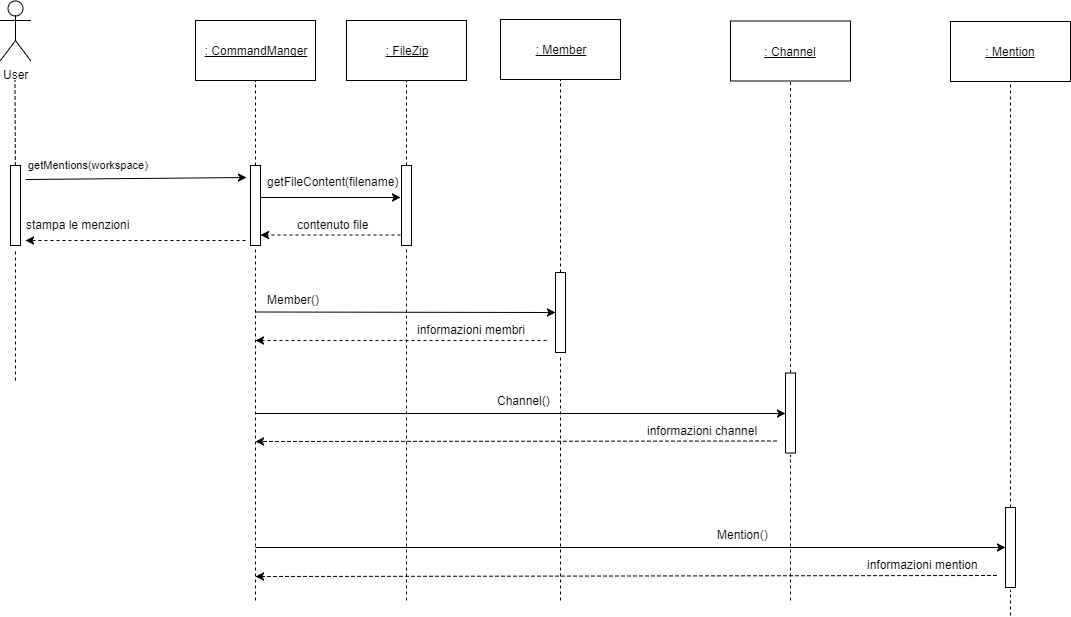 User
: CommandManger
: FileZip
: Member
: Channel
: Mention
getMentions(workspace)
getFileContent(filename)
stampa le menzioni
contenuto file
Member()
informazioni membri
Channel()
informazioni channel
Mention()
informazioni mention